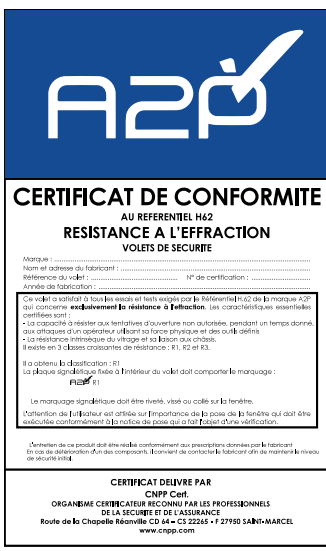 A2P
CERTIFICAT DE CONFORMITE
AU REFERENTIEL H62
RESISTANCE A L'EFFRACTION
VOLETS DE SECURITE
Marque :
Nom et adresse du fabricant :
Référence du volet : N° de certification :
Année de fabrication :
Ce volet a satisfait à tous les essais et tests exigés par le Référentiel H.62 de la marque A2P
qui concerne exclusivement la résistance à l'effraction. Les caractéristiques essentielles
certifiées sont :
- La capacité à résister aux tentatives d'ouverture non autorisée, pendant un temps donné,
aux attaques d'un opérateur utilisant sa force physique et des outils définis
- La résistance intrinsèque du vitrage et sa liaison aux châssis.
Il existe en 3 classes croissantes de résistance : R1, R2 et R3.
Il a obtenu la classification : R1
La plaque signalétique fixée à l'intérieur du volet doit comporter le marquage :
A2P R1
Le marquage signalétique doit être riveté, vissé ou collé sur la fenêtre.
L'attention de l'utilisateur est attirée sur l'importance de la pose de la fenêtre qui doit être
exécutée conformément à la notice de pose qui a fait l'objet d'une vérification.
L'entretien de ce produit doit être réalisé conformément aux prescriptions données par le fabricant
En cas de détérioration d'un des composants, il convient de contacter le fabricant afin de maintenir le niveau
de sécurité initial.
CERTIFICAT DELIVRE PAR
CNPP Cert.
ORGANISME CERTIFICATEUR RECONNU PAR LES PROFESSIONNELS
DE LA SECURITE ET DE L'ASSURANCE
Route de la Chapelle Réanville CD 64 – CS 22265 - F 27950 SAINT-MARCEL
www.cnpp.com